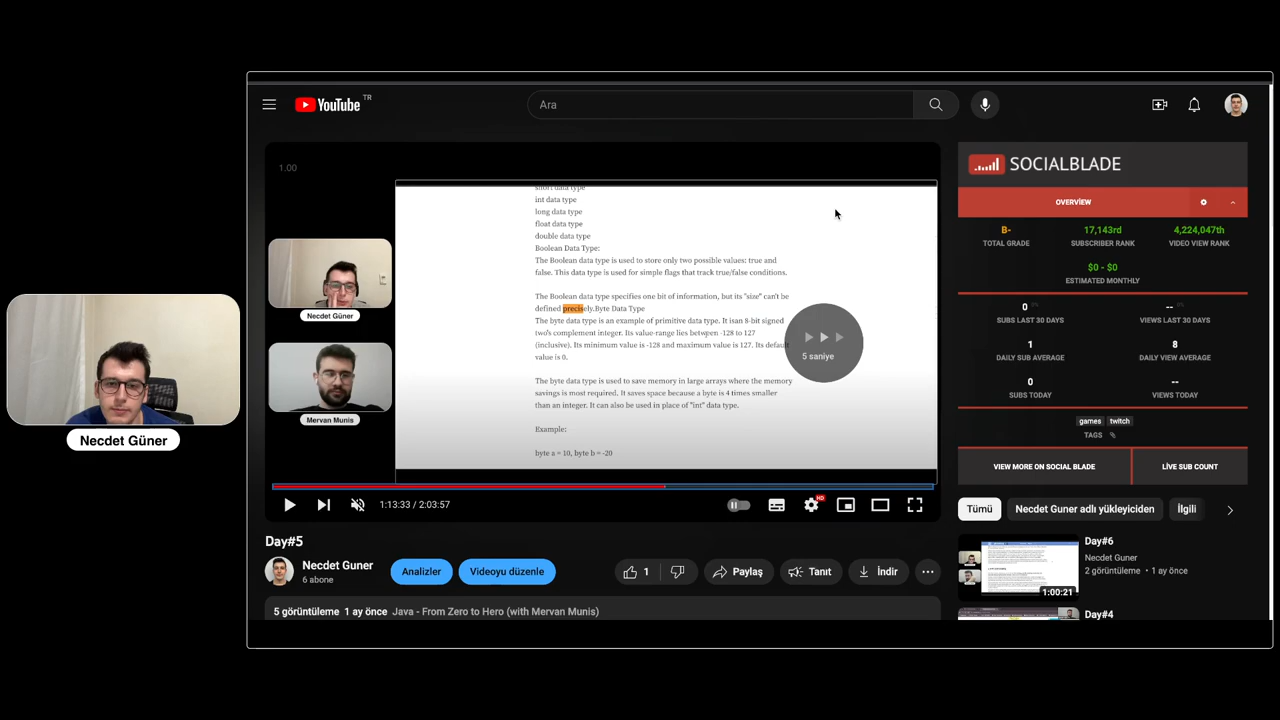 YouTube
TR
Ara
1.00
short data type
int data type
long data type
float data type
double data type
Boolean Data Type:
The Boolean data type is used to store only two possible values: true and
false. This data type is used for simple flags that track true/false conditions.
The Boolean data type specifies one bit of information, but its "size" can't be
defined precisely.Byte Data Type
The byte data type is an example of primitive data type. It isan 8-bit signed
two's complement integer. Its value-range lies between -128 to 127
(inclusive). Its minimum value is -128 and maximum value is 127. Its default
value is 0.
The byte data type is used to save memory in large arrays where the memory
savings is most required. It saves space because a byte is 4 times smaller
than an integer. It can also be used in place of "int" data type.
Example:
byte a = 10, byte b = -20
5 saniye
Necdet Güner
Mervan Munis
Necdet Güner
HD
1:13:33 / 2:03:57
Day#5
Necdet Guner
6 abone
Analizler
Videoyu düzenle
1
Paylaş
Tanıt
İndir
5 görüntüleme 1 ay önce Java - From Zero to Hero (with Mervan Munis)
SOCIALBLADE
OVERVİEW
B-
TOTAL GRADE
17,143rd
SUBSCRIBER RANK
4,224,047th
VIDEO VIEW RANK
$0 - $0
ESTIMATED MONTHLY
0 0%
SUBS LAST 30 DAYS
-- 0%
VIEWS LAST 30 DAYS
1
DAILY SUB AVERAGE
8
DAILY VIEW AVERAGE
0
SUBS TODAY
--
VIEWS TODAY
games twitch
TAGS
VIEW MORE ON SOCIAL BLADE
LİVE SUB COUNT
Tümü
Necdet Guner adlı yükleyiciden
İlgili
Day#6
Necdet Guner
2 görüntüleme • 1 ay önce
1:00:21
Day#4